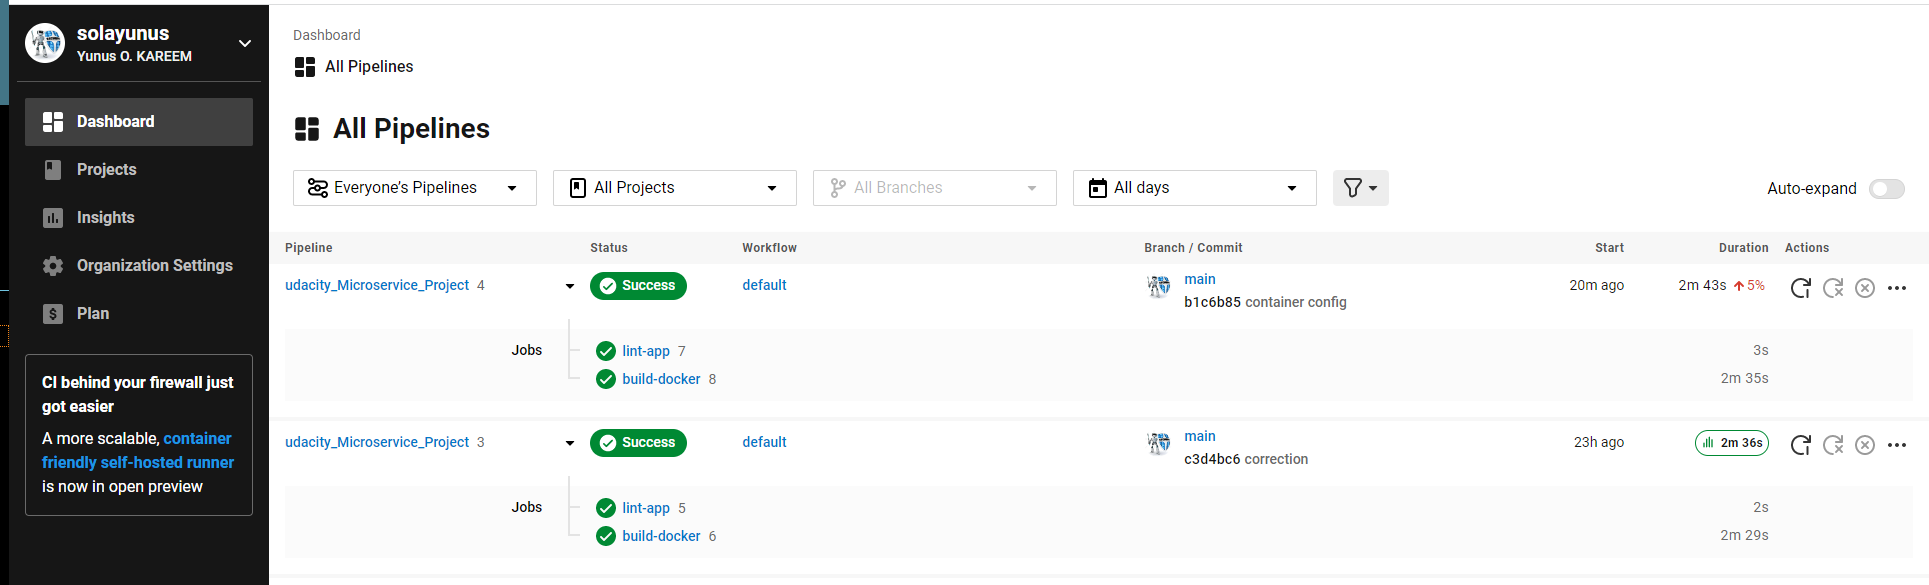 solayunus
Yunus O. KAREEM
Dashboard
Projects
Insights
Organization Settings
Plan
CI behind your firewall just
got easier
A more scalable, container
friendly self-hosted runner
is now in open preview
Dashboard
All Pipelines
All Pipelines
Everyone's Pipelines
All Projects
All Branches
All days
Auto-expand
Pipeline Status Workflow Branch / Commit Start Duration Actions
udacity_Microservice_Project 4 Success default main 20m ago 2m 43s 5%
b1c6b85 container config
Jobs lint-app 7 3s
build-docker 8 2m 35s
udacity_Microservice_Project 3 Success default main 23h ago 2m 36s
c3d4bc6 correction
Jobs lint-app 5 2s
build-docker 6 2m 29s